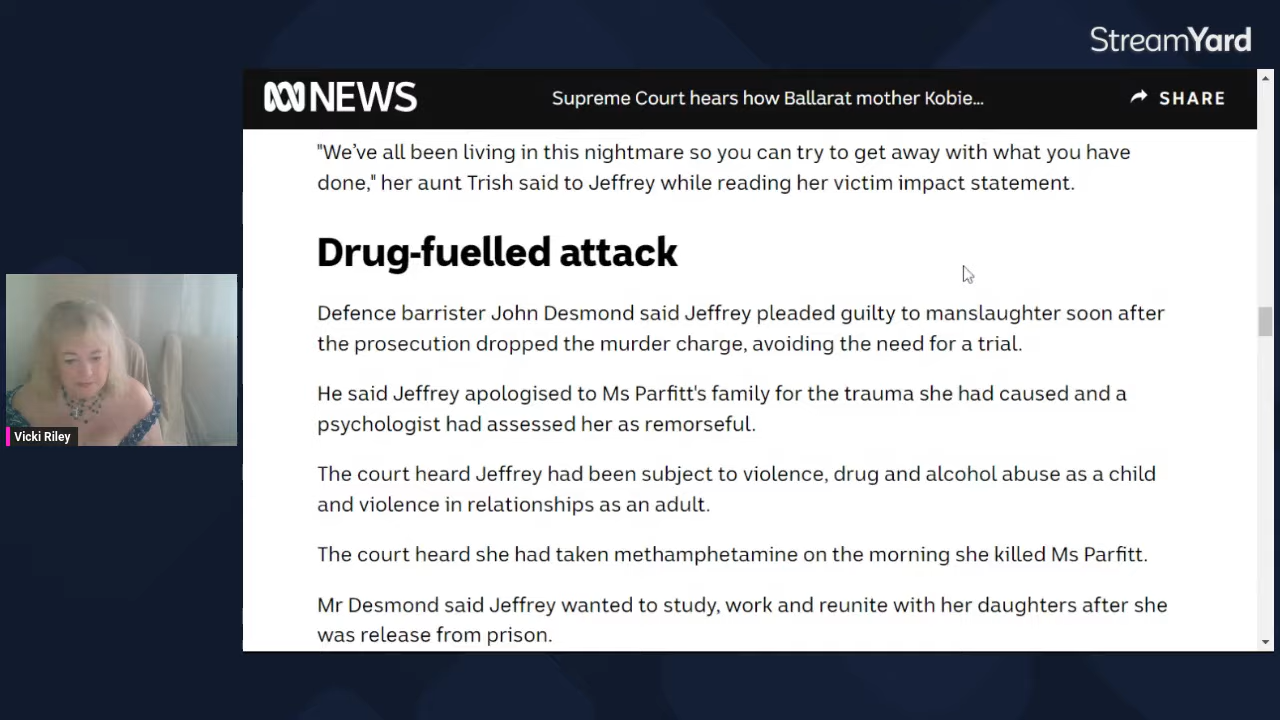 StreamYard
NEWS
Supreme Court hears how Ballarat mother Kobie...
SHARE
"We've all been living in this nightmare so you can try to get away with what you have
done," her aunt Trish said to Jeffrey while reading her victim impact statement.
Drug-fuelled attack
Defence barrister John Desmond said Jeffrey pleaded guilty to manslaughter soon after
the prosecution dropped the murder charge, avoiding the need for a trial.
He said Jeffrey apologised to Ms Parfitt's family for the trauma she had caused and a
psychologist had assessed her as remorseful.
The court heard Jeffrey had been subject to violence, drug and alcohol abuse as a child
and violence in relationships as an adult.
The court heard she had taken methamphetamine on the morning she killed Ms Parfitt.
Mr Desmond said Jeffrey wanted to study, work and reunite with her daughters after she
was release from prison.
Vicki Riley